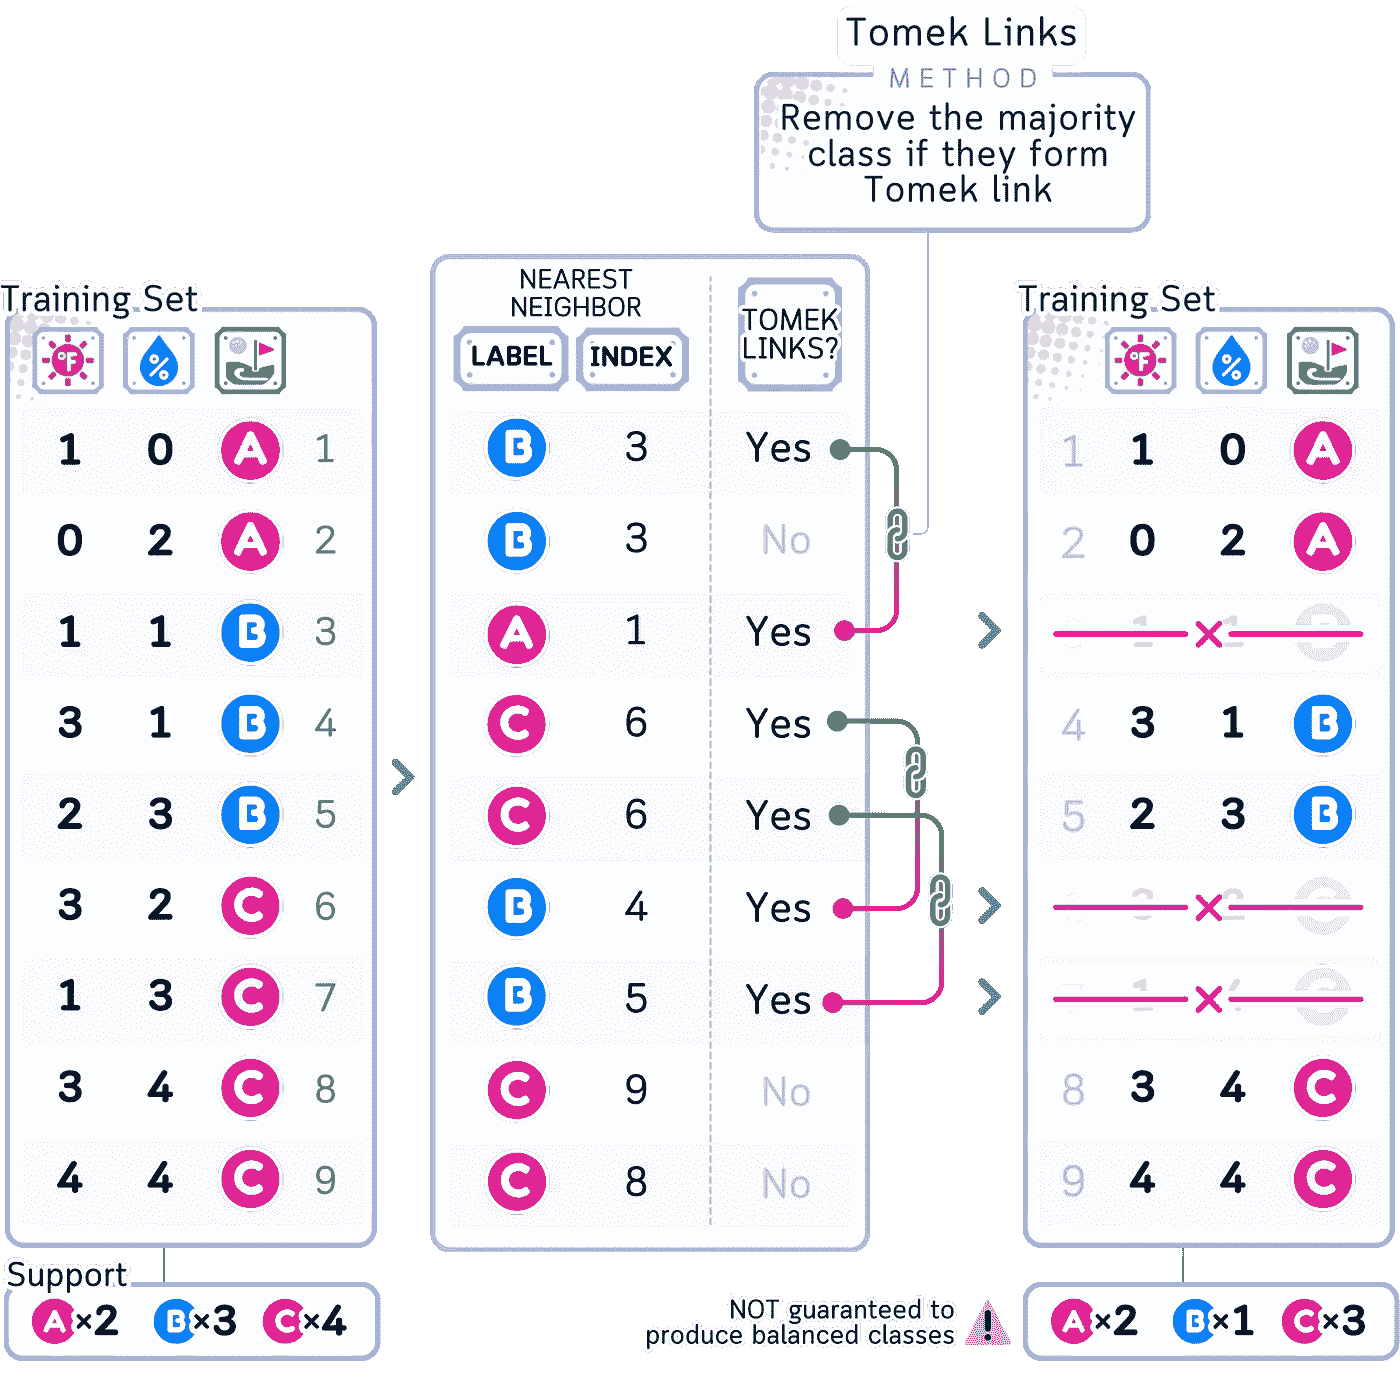 Tomek Links
METHOD
Remove the majority
class if they form
Tomek link
Training Set
°F % 
1 0 A 1
0 2 A 2
1 1 B 3
3 1 B 4
2 3 B 5
3 2 C 6
1 3 C 7
3 4 C 8
4 4 C 9
Support
A×2 B×3 C×4
NEAREST
NEIGHBOR
LABEL INDEX
TOMEK
LINKS?
B 3 Yes
B 3 No
A 1 Yes
C 6 Yes
C 6 Yes
B 4 Yes
B 5 Yes
C 9 No
C 8 No
Training Set
°F %
1 1 0 A
2 0 2 A
1 1 B
4 3 1 B
5 2 3 B
3 2 C
1 C
8 3 4 C
9 4 4 C
NOT guaranteed to
produce balanced classes
!
A×2 B×1 C×3